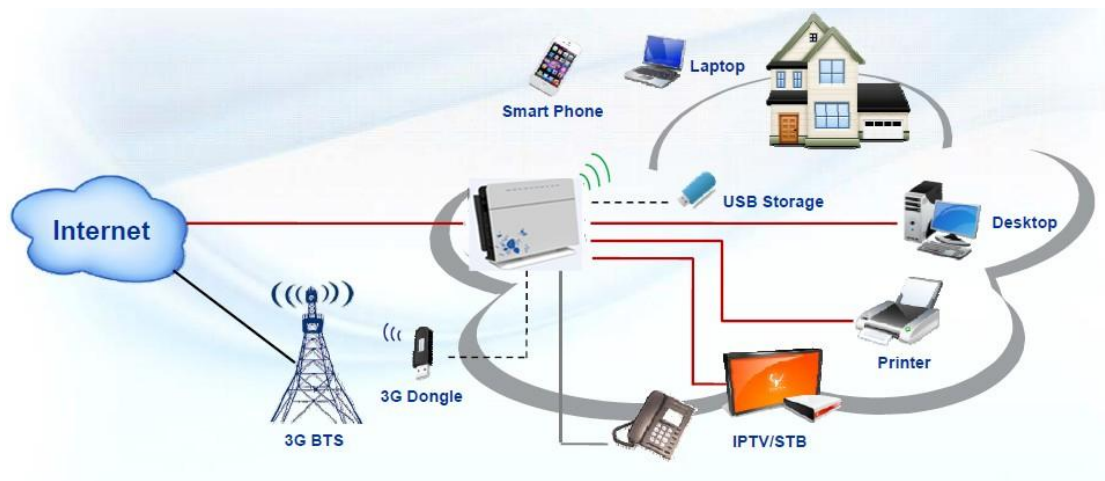 Laptop
Smart Phone
USB Storage
Internet
Desktop
Printer
3G Dongle
3G BTS
IPTV/STB